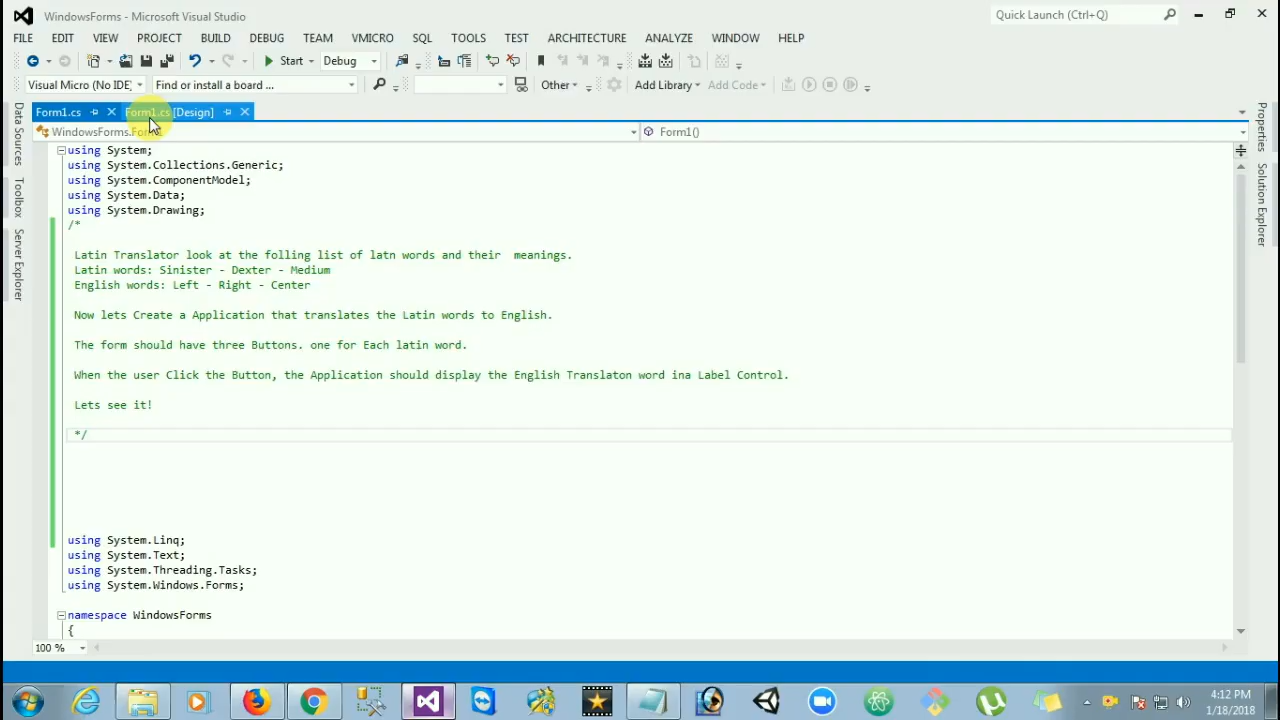 WindowsForms - Microsoft Visual Studio
Quick Launch (Ctrl+Q)
FILE EDIT VIEW PROJECT BUILD DEBUG TEAM VMICRO SQL TOOLS TEST ARCHITECTURE ANALYZE WINDOW HELP
Start Debug
Visual Micro (No IDE) Find or install a board ... Other Add Library Add Code
Form1.cs Form1.cs [Design]
WindowsForms.Form1 Form1()
Data Sources
Toolbox
Server Explorer
Properties
Solution Explorer
using System;
using System.Collections.Generic;
using System.ComponentModel;
using System.Data;
using System.Drawing;
/*
Latin Translator look at the folling list of latn words and their  meanings.
Latin words: Sinister - Dexter - Medium
English words: Left - Right - Center
Now lets Create a Application that translates the Latin words to English.
The form should have three Buttons. one for Each latin word.
When the user Click the Button, the Application should display the English Translaton word ina Label Control.
Lets see it!
*/
using System.Linq;
using System.Text;
using System.Threading.Tasks;
using System.Windows.Forms;
namespace WindowsForms
{
100 %
4:12 PM
1/18/2018